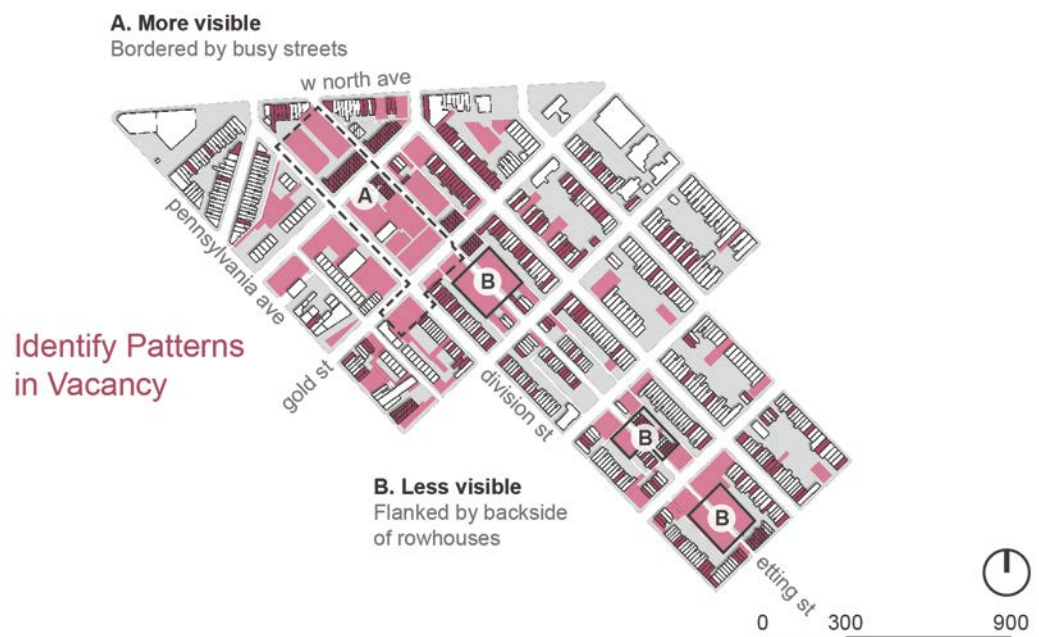 A. More visible
Bordered by busy streets
w north ave
A
pennsylvania ave
B
Identify Patterns
in Vacancy
gold st
division st
B
B. Less visible
Flanked by backside
of rowhouses
B
etting st
0 300 900